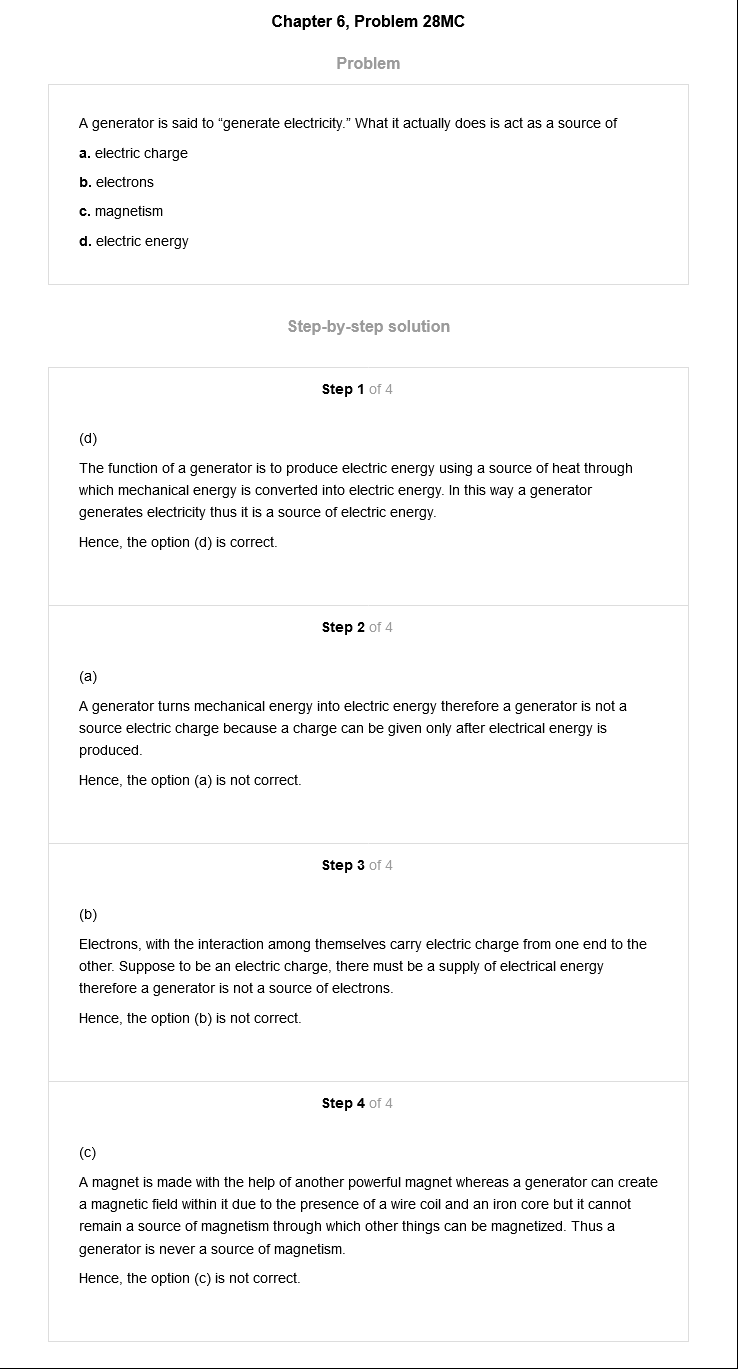 Chapter 6, Problem 28MC
Problem
A generator is said to “generate electricity.” What it actually does is act as a source of
a. electric charge
b. electrons
c. magnetism
d. electric energy
Step-by-step solution
Step 1 of 4
(d)
The function of a generator is to produce electric energy using a source of heat through
which mechanical energy is converted into electric energy. In this way a generator
generates electricity thus it is a source of electric energy.
Hence, the option (d) is correct.
Step 2 of 4
(a)
A generator turns mechanical energy into electric energy therefore a generator is not a
source electric charge because a charge can be given only after electrical energy is
produced.
Hence, the option (a) is not correct.
Step 3 of 4
(b)
Electrons, with the interaction among themselves carry electric charge from one end to the
other. Suppose to be an electric charge, there must be a supply of electrical energy
therefore a generator is not a source of electrons.
Hence, the option (b) is not correct.
Step 4 of 4
(c)
A magnet is made with the help of another powerful magnet whereas a generator can create
a magnetic field within it due to the presence of a wire coil and an iron core but it cannot
remain a source of magnetism through which other things can be magnetized. Thus a
generator is never a source of magnetism.
Hence, the option (c) is not correct.